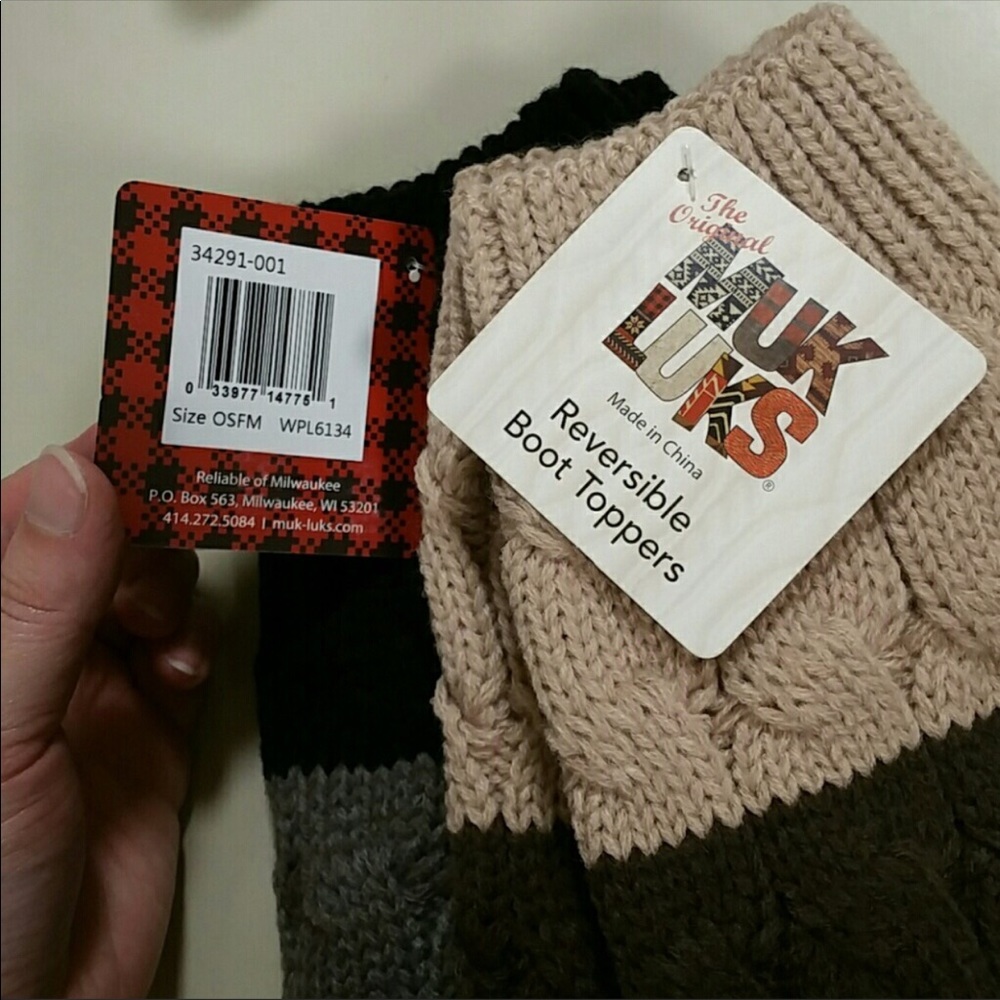 34291-001
0 33977 14775 1
Size OSFM WPL6134
Reliable of Milwaukee
P.O. Box 563, Milwaukee, WI 53201
414.272.5084 | muk-luks.com
The
Original
MUK
LUKS®
Made in China
Reversible
Boot Toppers